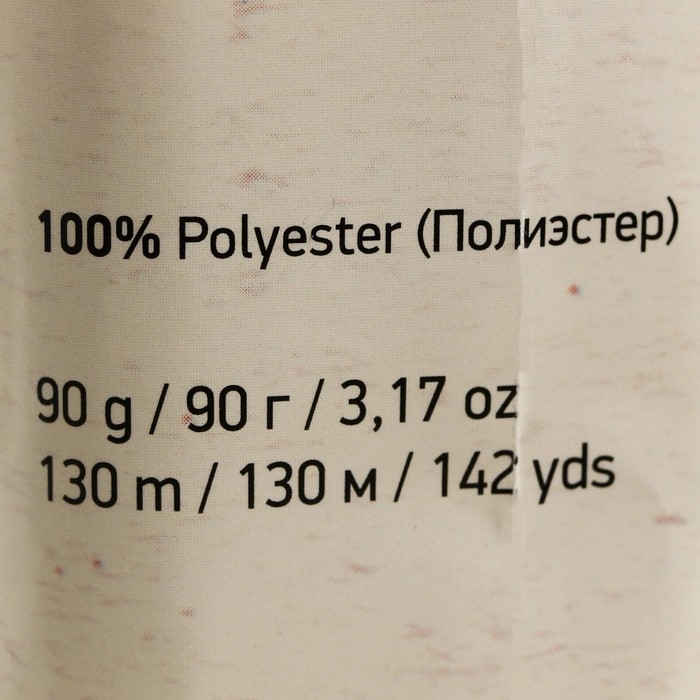 100% Polyester (Полиэстер)
90 g / 90 г / 3,17 oz
130 m / 130 м / 142 yds